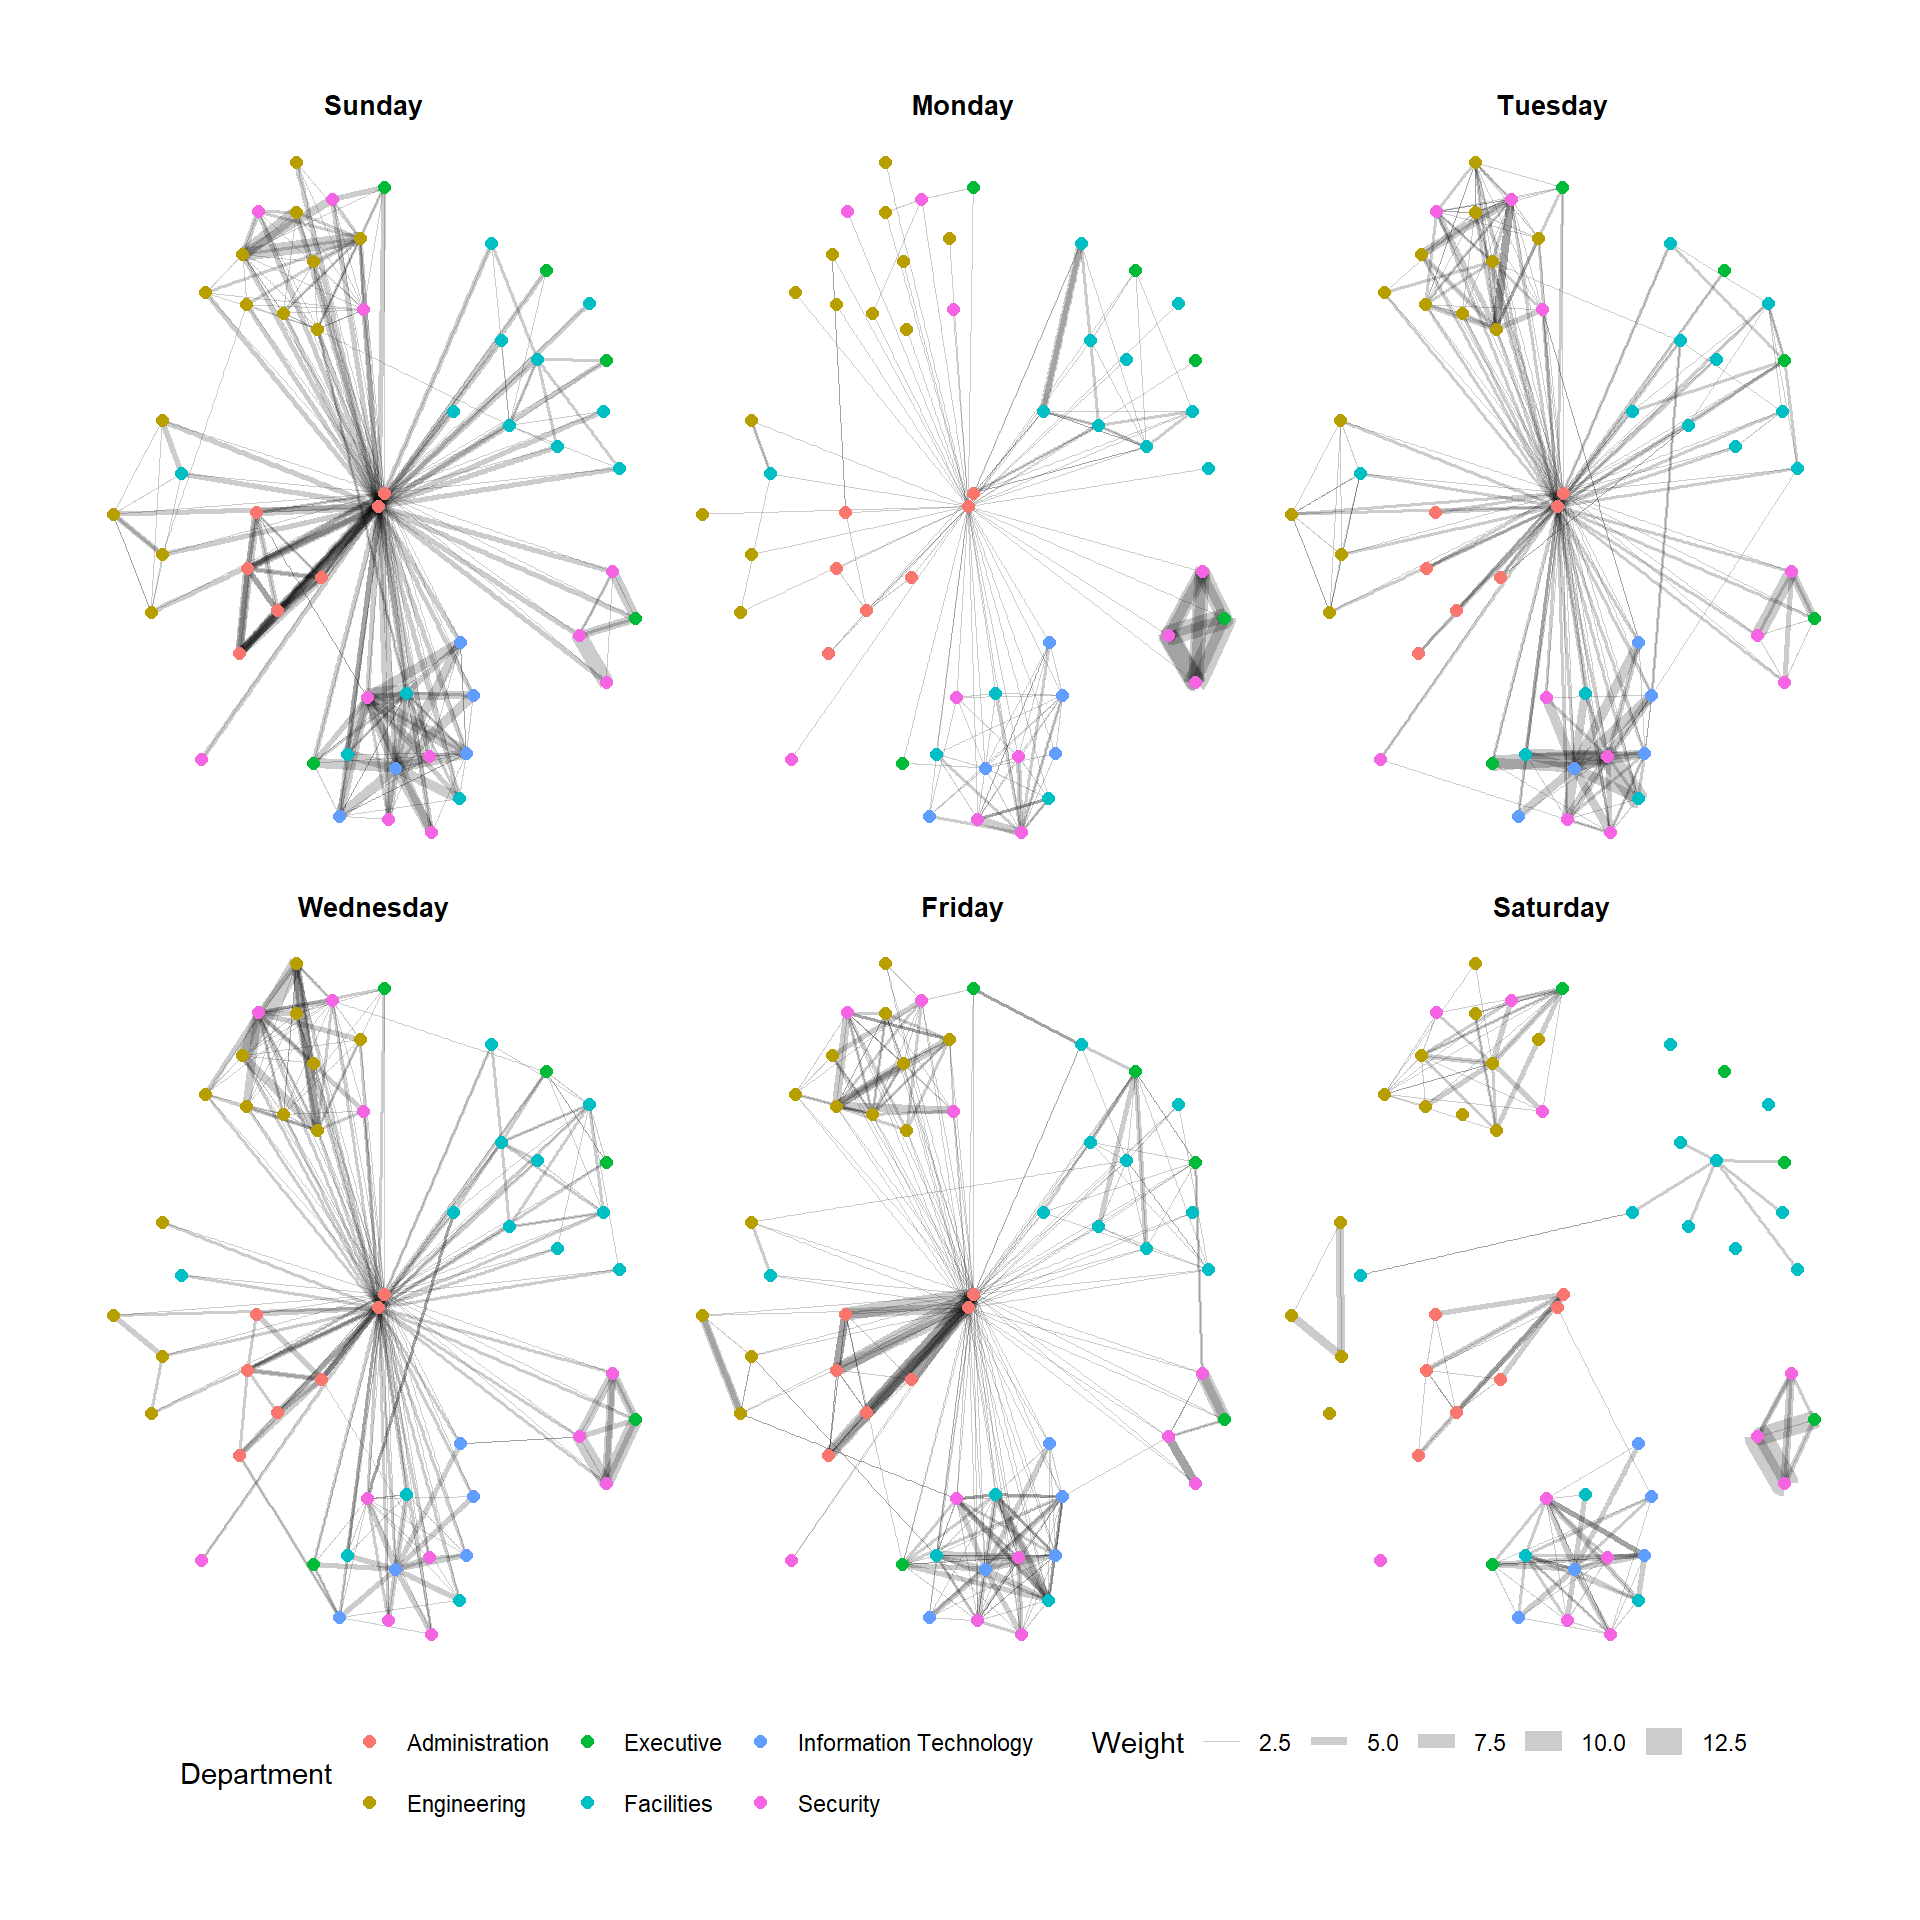 Sunday
Monday
Tuesday
Wednesday
Friday
Saturday
Department
Administration
Executive
Information Technology
Engineering
Facilities
Security
Weight
2.5
5.0
7.5
10.0
12.5